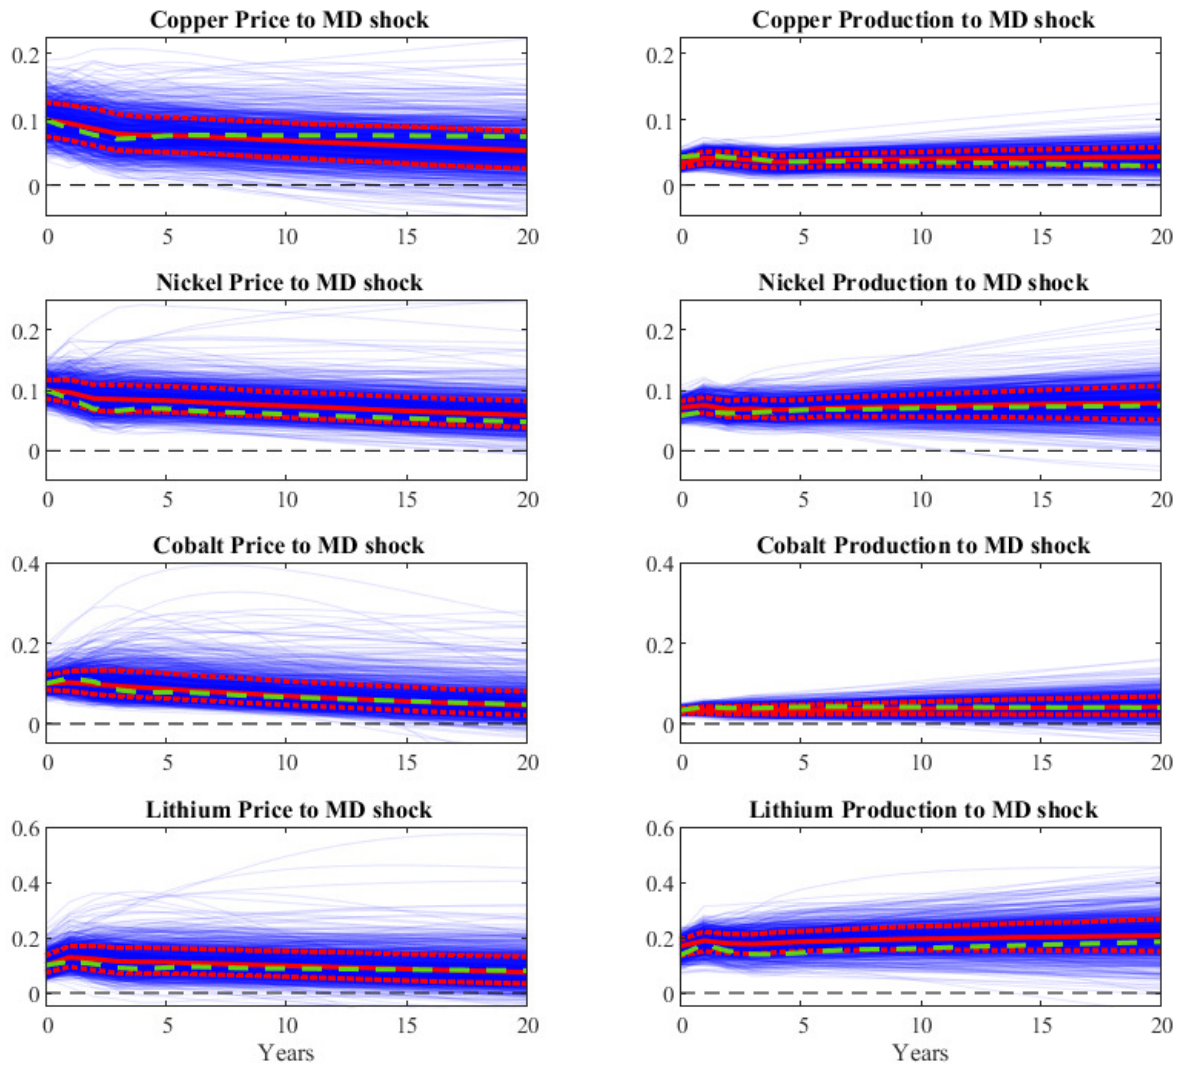 Copper Price to MD shock
0.2
0.1
0
0 5 10 15 20
Copper Production to MD shock
0.2
0.1
0
0 5 10 15 20
Nickel Price to MD shock
0.2
0.1
0
0 5 10 15 20
Nickel Production to MD shock
0.2
0.1
0
0 5 10 15 20
Cobalt Price to MD shock
0.4
0.2
0
0 5 10 15 20
Cobalt Production to MD shock
0.4
0.2
0
0 5 10 15 20
Lithium Price to MD shock
0.6
0.4
0.2
0
0 5 10 15 20
Years
Lithium Production to MD shock
0.6
0.4
0.2
0
0 5 10 15 20
Years